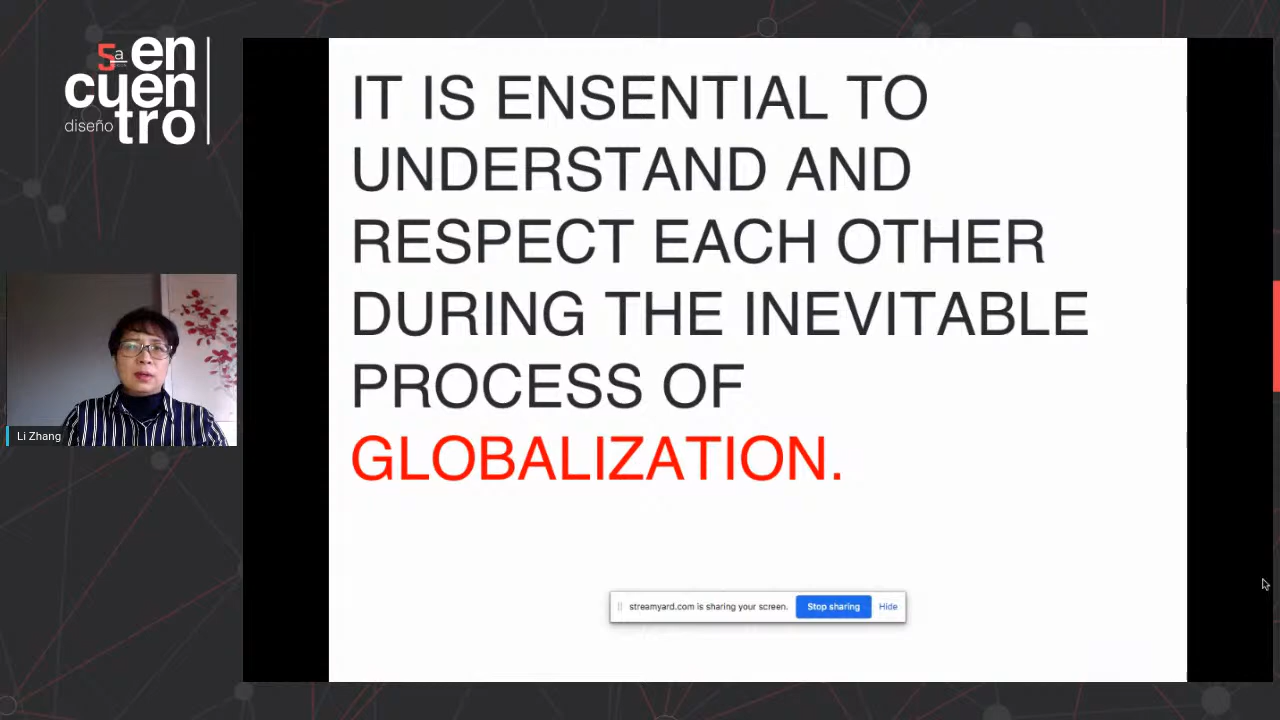 5a en
cuen
diseño tro
IT IS ENSENTIAL TO
UNDERSTAND AND
RESPECT EACH OTHER
DURING THE INEVITABLE
PROCESS OF
GLOBALIZATION.
Li Zhang
streamyard.com is sharing your screen. Stop sharing Hide